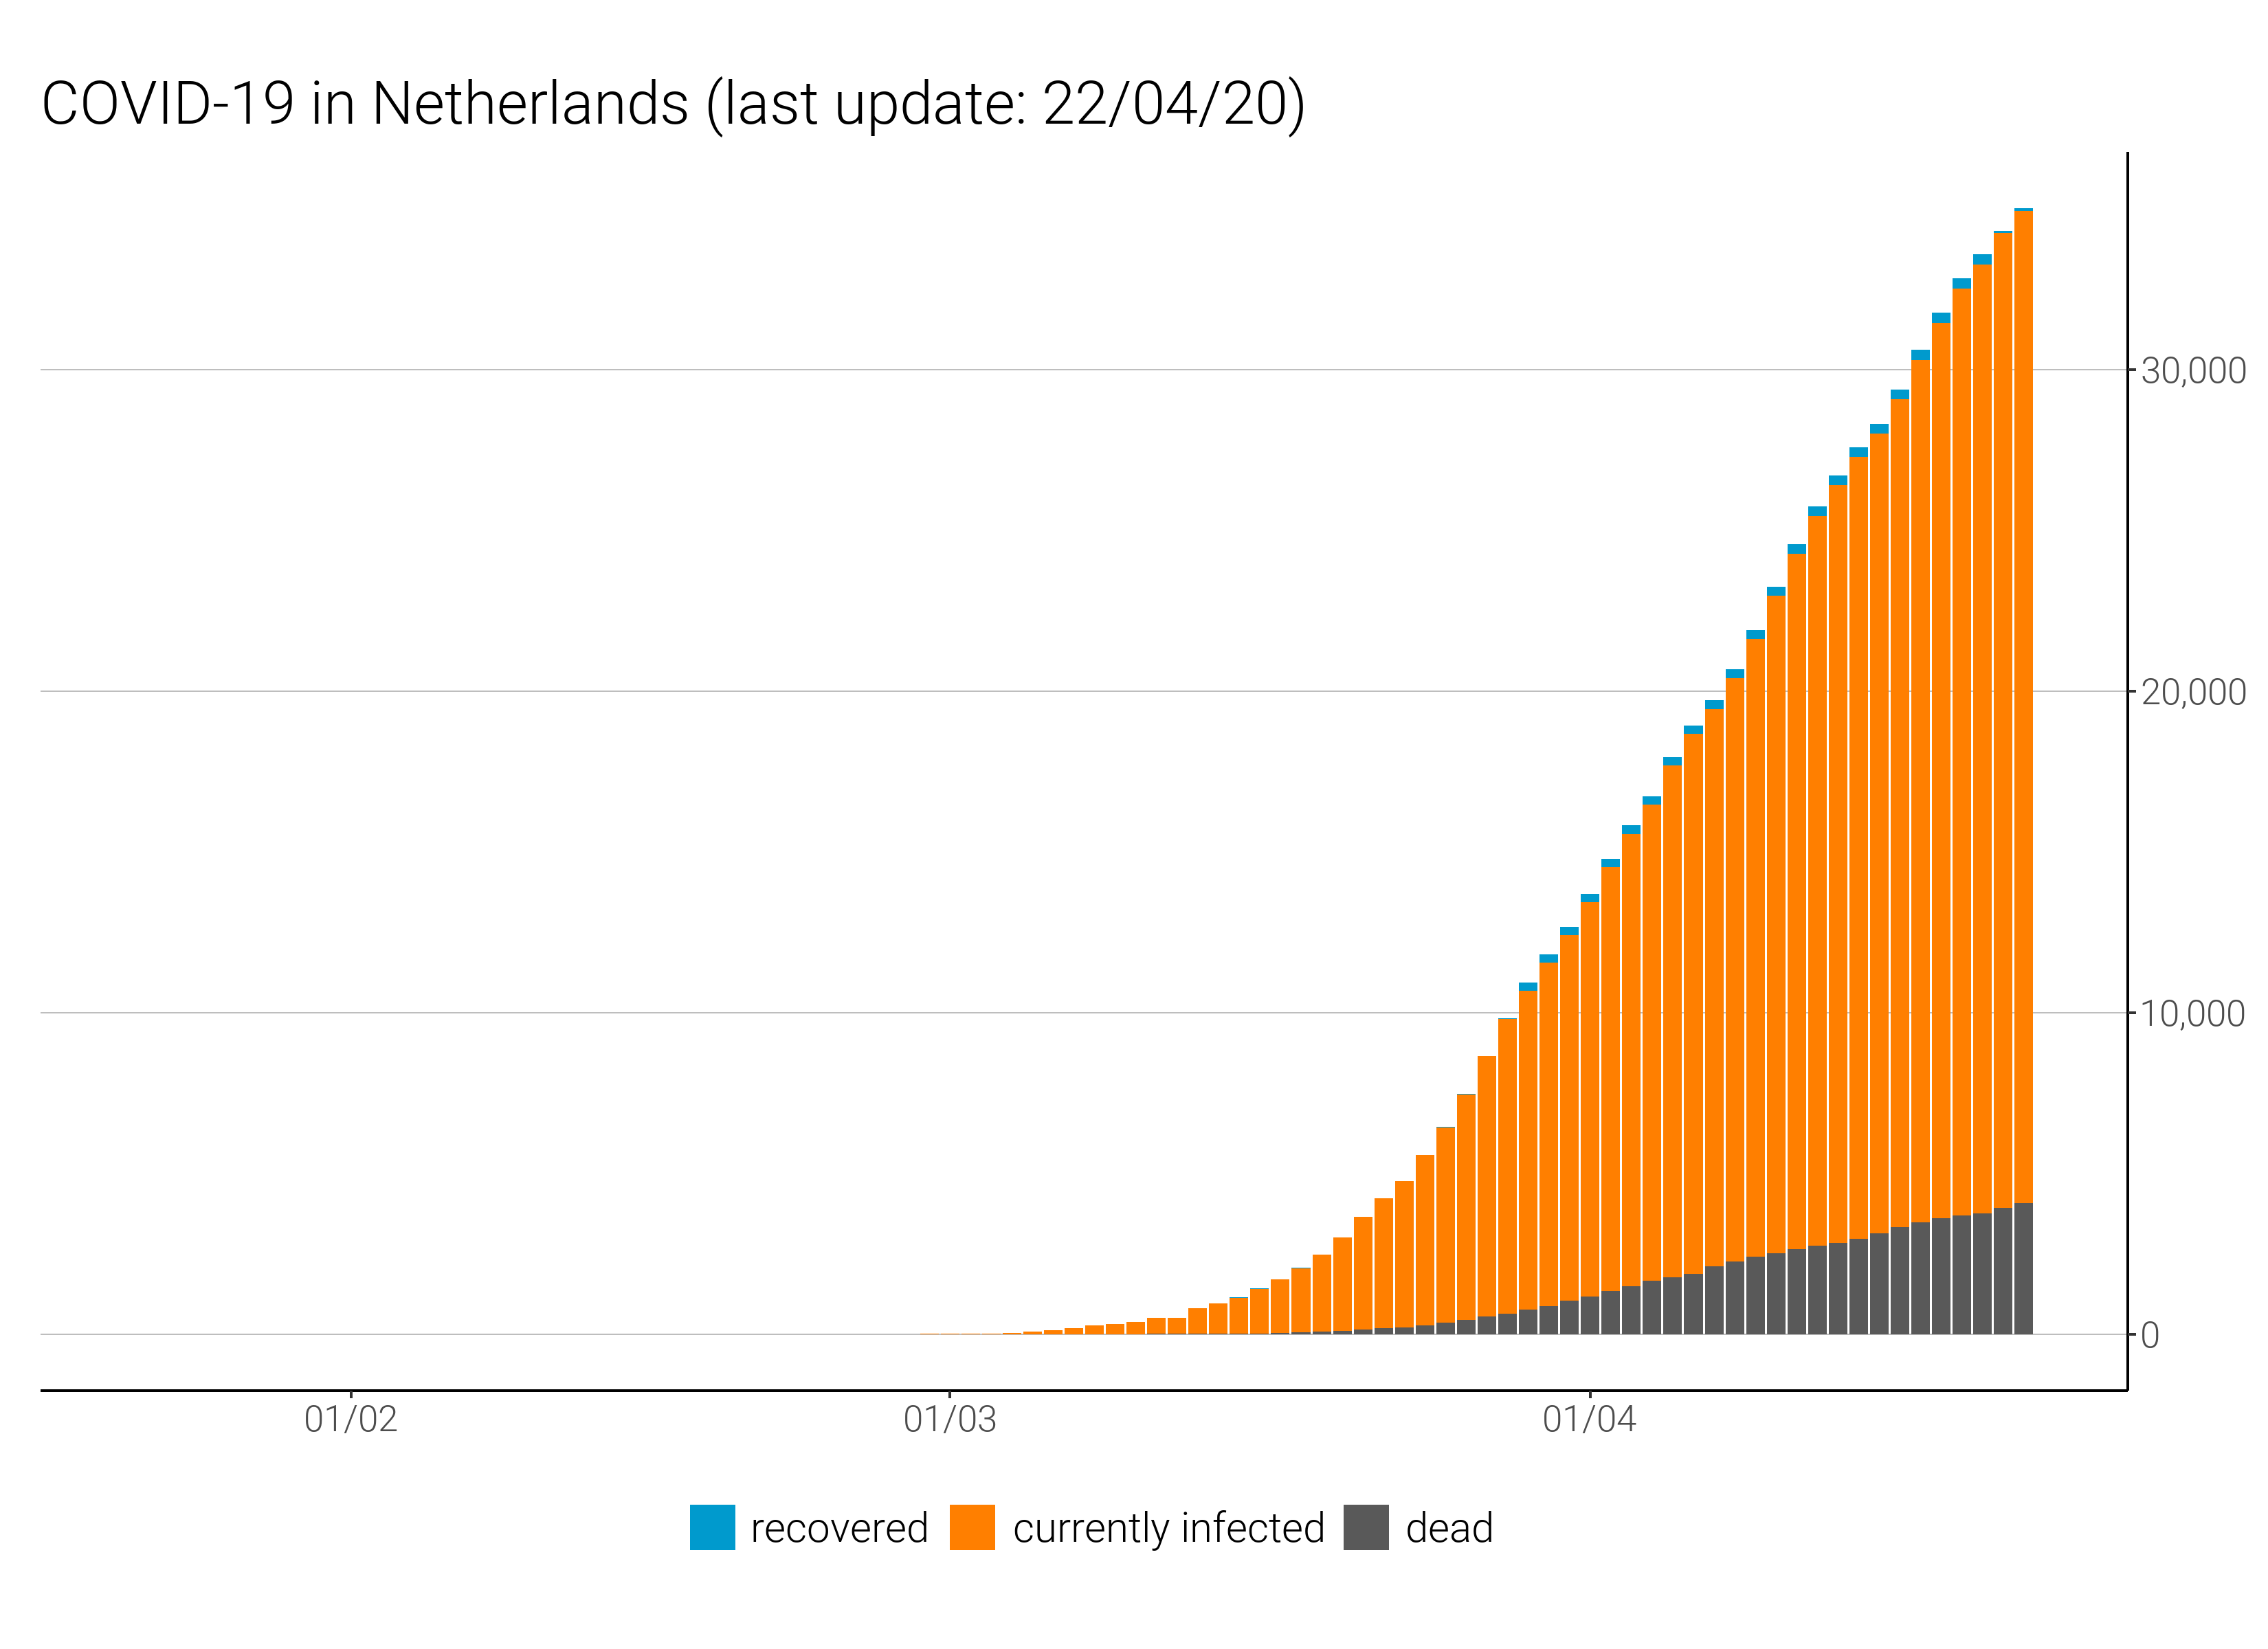 COVID-19 in Netherlands (last update: 22/04/20)
30,000
20,000
10,000
0
01/02 01/03 01/04
recovered currently infected dead